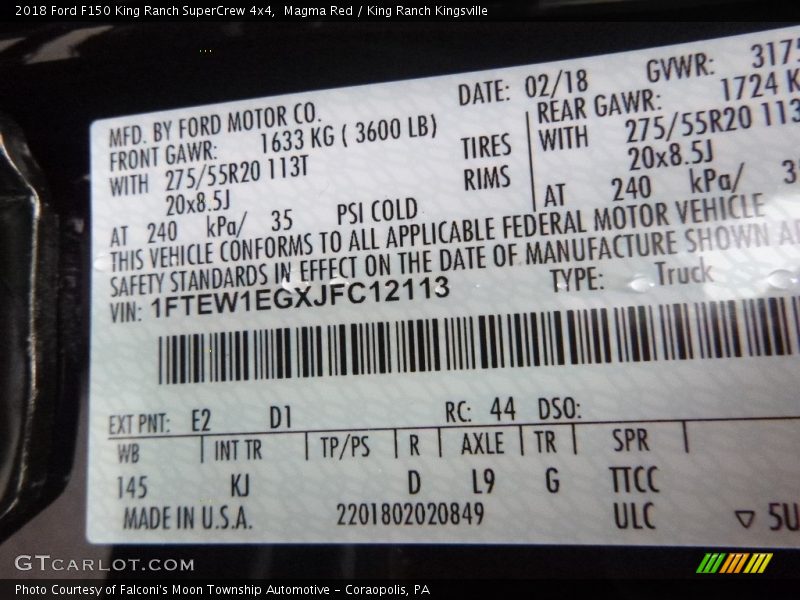 2018 Ford F150 King Ranch SuperCrew 4x4, Magma Red / King Ranch Kingsville
MFD. BY FORD MOTOR CO.
DATE: 02/18
GVWR:
FRONT GAWR: 1633 KG ( 3600 LB)
REAR GAWR: 1724
WITH 275/55R20 113T
TIRES
WITH 275/55R20
20x8.5J
RIMS
20x8.5J
AT 240 kPa/ 35 PSI COLD
AT 240 kPa/
THIS VEHICLE CONFORMS TO ALL APPLICABLE FEDERAL MOTOR VEHICLE
SAFETY STANDARDS IN EFFECT ON THE DATE OF MANUFACTURE SHOWN
VIN: 1FTEW1EGXJFC12113
TYPE: Truck
EXT PNT: E2 D1 RC: 44 DSO:
WB INT TR TP/PS R AXLE TR SPR
145 KJ D L9 G TTCC
MADE IN U.S.A. 2201802020849 ULC ▽ 5U
GTCARLOT.COM
Photo Courtesy of Falconi's Moon Township Automotive - Coraopolis, PA